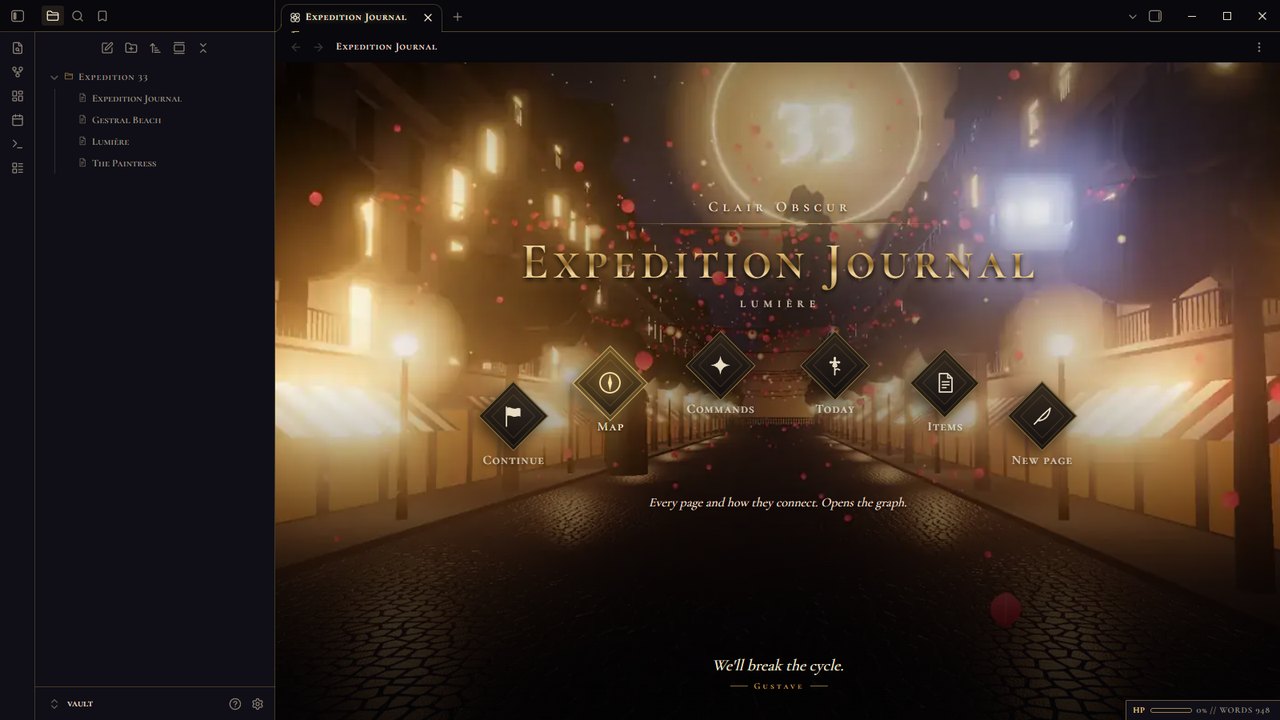 Expedition Journal
Expedition Journal
Expedition 33
Expedition Journal
Gestral Beach
Lumière
The Paintress
33
Clair Obscur
Expedition Journal
LUMIÈRE
Continue
Map
Commands
Today
Items
New page
Every page and how they connect. Opens the graph.
We'll break the cycle.
Gustave
VAULT
HP 0% // WORDS 948